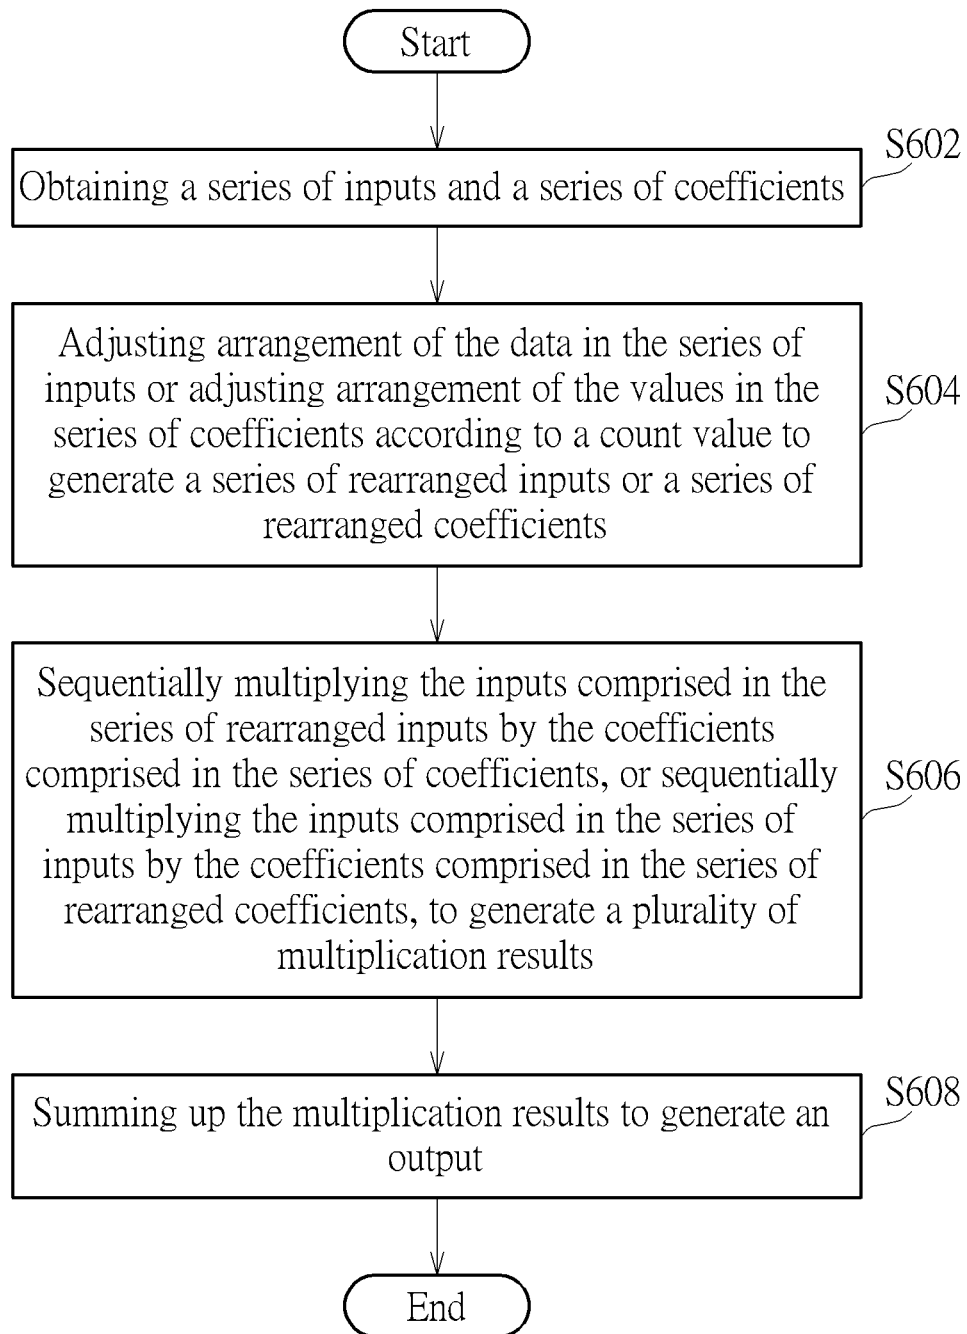 Start
S602
Obtaining a series of inputs and a series of coefficients
Adjusting arrangement of the data in the series of
inputs or adjusting arrangement of the values in the
series of coefficients according to a count value to
generate a series of rearranged inputs or a series of
rearranged coefficients
S604
Sequentially multiplying the inputs comprised in the
series of rearranged inputs by the coefficients
comprised in the series of coefficients, or sequentially
multiplying the inputs comprised in the series of
inputs by the coefficients comprised in the series of
rearranged coefficients, to generate a plurality of
multiplication results
S606
Summing up the multiplication results to generate an
output
S608
End